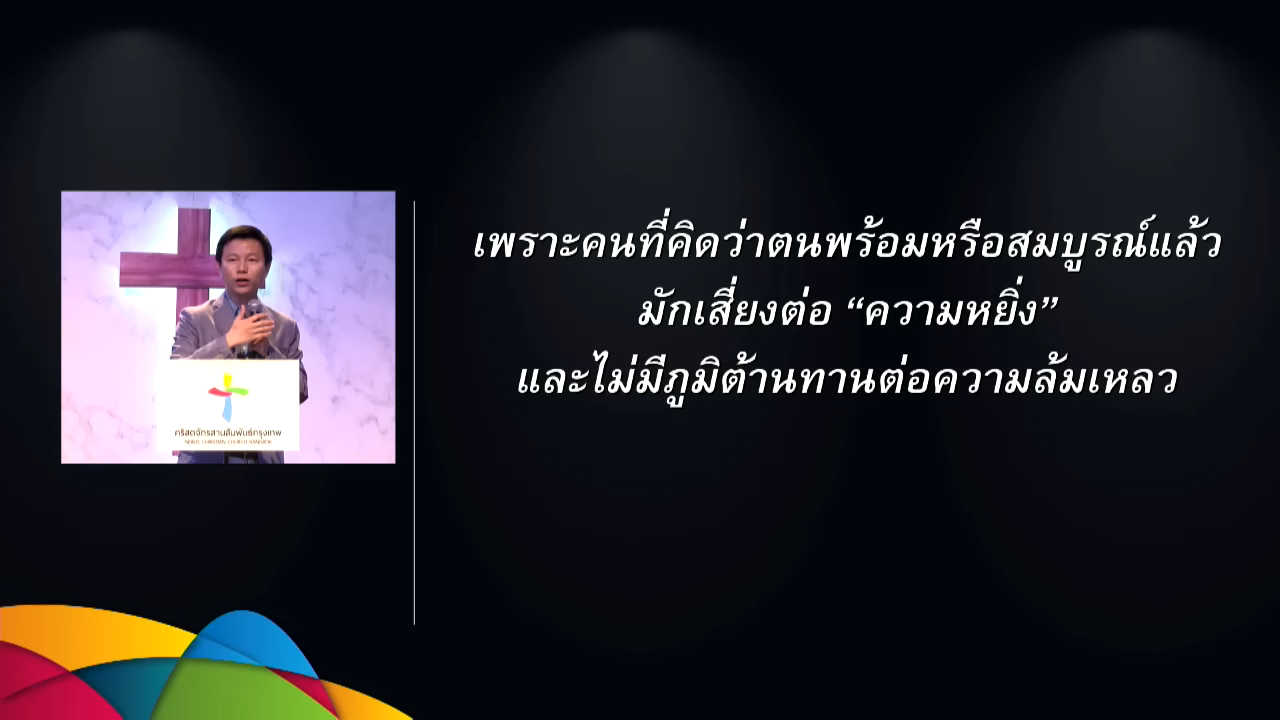 เพราะคนที่คิดว่าตนพร้อมหรือสมบูรณ์แล้ว
มักเสี่ยงต่อ “ความหยิ่ง”
และไม่มีภูมิต้านทานต่อความล้มเหลว
คริสตจักรสานสัมพันธ์กรุงเทพ
CHRISTIAN CHURCH BANGKOK